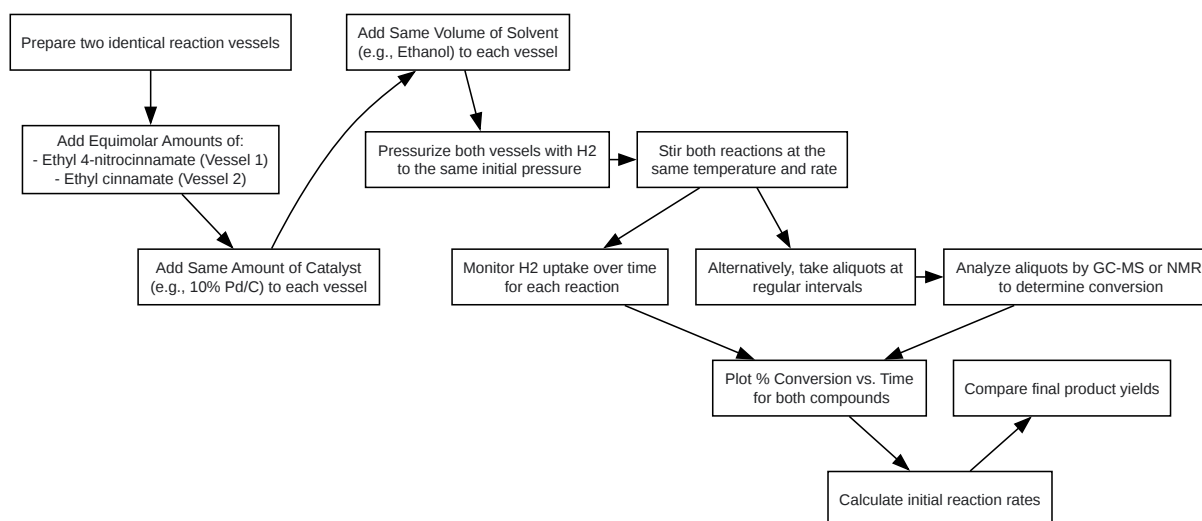 Prepare two identical reaction vessels
Add Equimolar Amounts of:
- Ethyl 4-nitrocinnamate (Vessel 1)
- Ethyl cinnamate (Vessel 2)
Add Same Amount of Catalyst
(e.g., 10% Pd/C) to each vessel
Add Same Volume of Solvent
(e.g., Ethanol) to each vessel
Pressurize both vessels with H2
to the same initial pressure
Stir both reactions at the
same temperature and rate
Monitor H2 uptake over time
for each reaction
Alternatively, take aliquots at
regular intervals
Analyze aliquots by GC-MS or NMR
to determine conversion
Plot % Conversion vs. Time
for both compounds
Calculate initial reaction rates
Compare final product yields